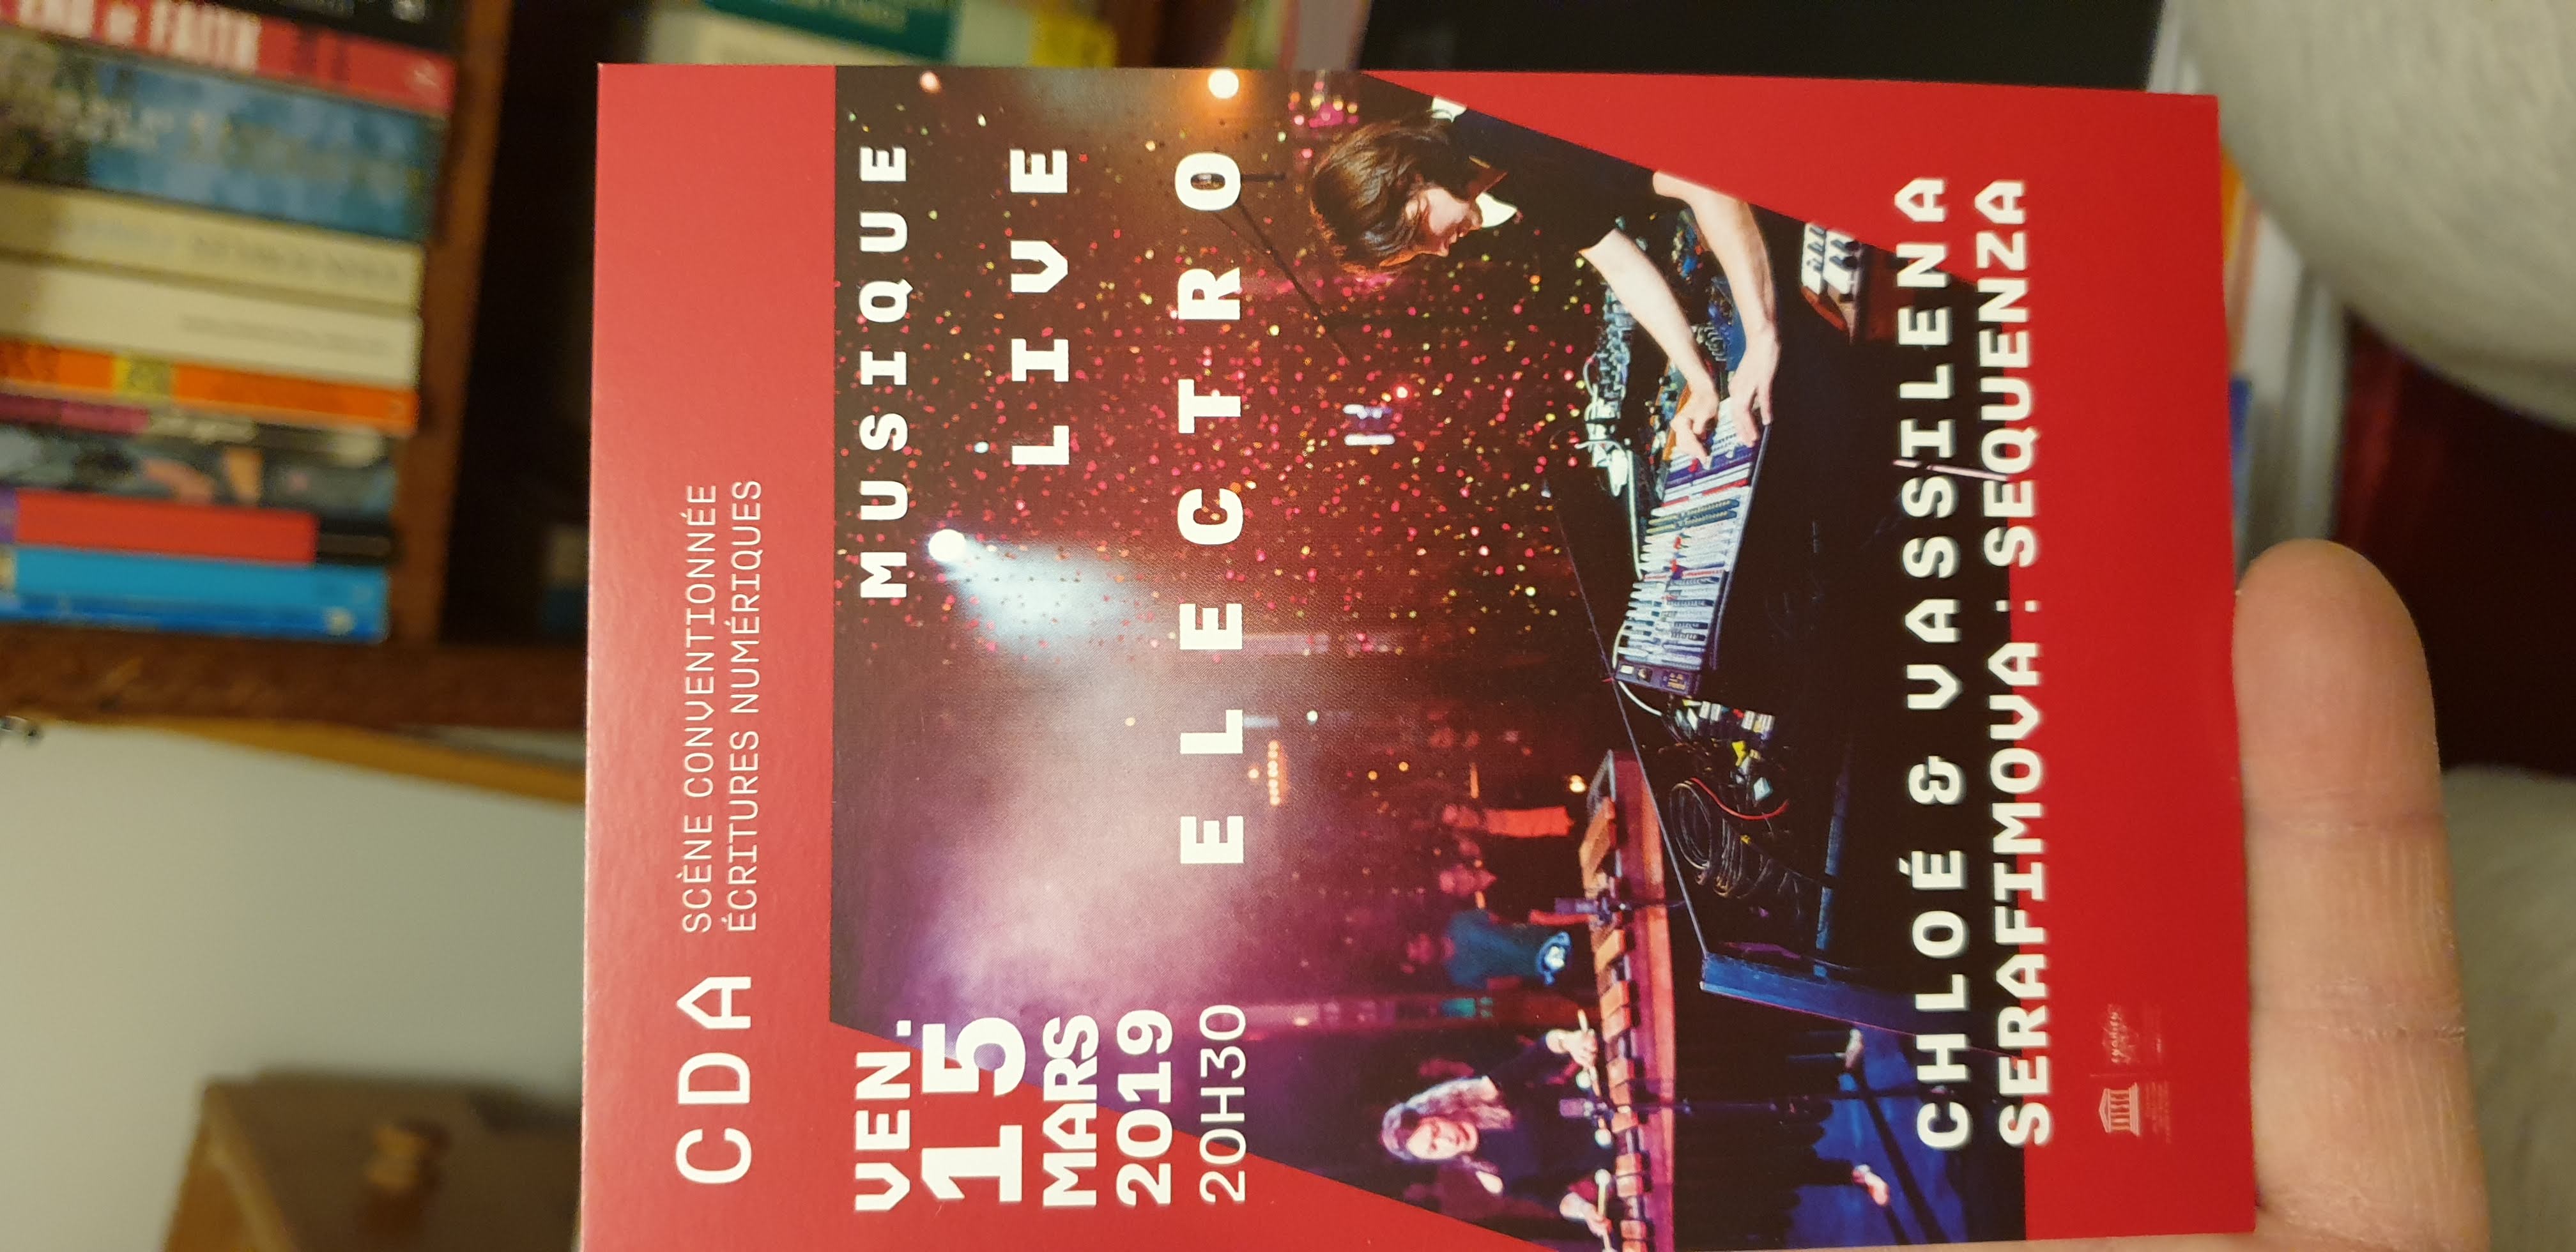 CDA
SCÈNE CONVENTIONNÉE
ÉCRITURES NUMÉRIQUES
VEN.
15
MARS
2019
20H30
MUSIQUE
LIVE
ELECTRO
CHLOÉ & VASSILENA
SERAFIMOVA : SEQUENZA